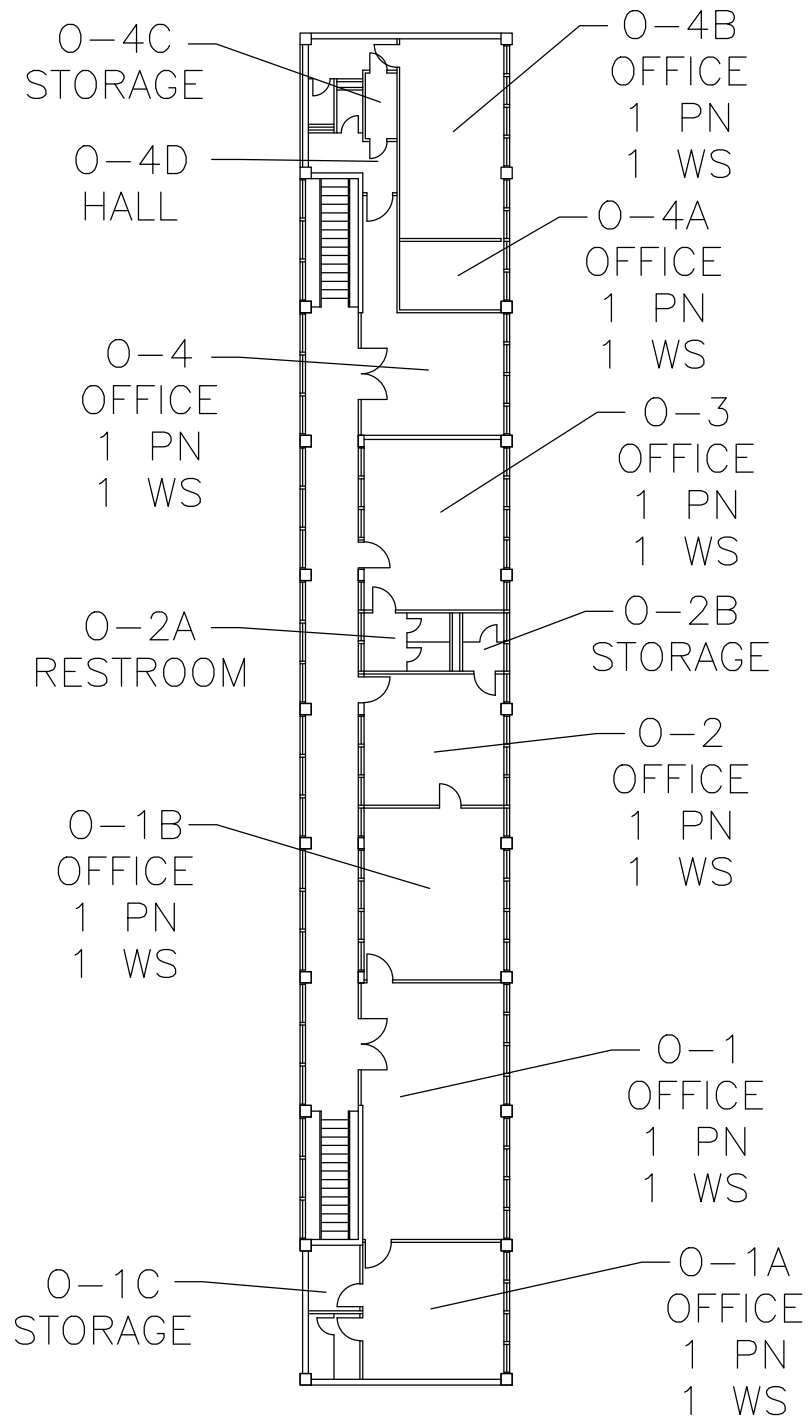 O-4C
STORAGE
O-4B
OFFICE
1 PN
1 WS
O-4D
HALL
O-4A
OFFICE
1 PN
1 WS
O-4
OFFICE
1 PN
1 WS
O-3
OFFICE
1 PN
1 WS
O-2A
RESTROOM
O-2B
STORAGE
O-2
OFFICE
1 PN
1 WS
O-1B
OFFICE
1 PN
1 WS
O-1
OFFICE
1 PN
1 WS
O-1C
STORAGE
O-1A
OFFICE
1 PN
1 WS